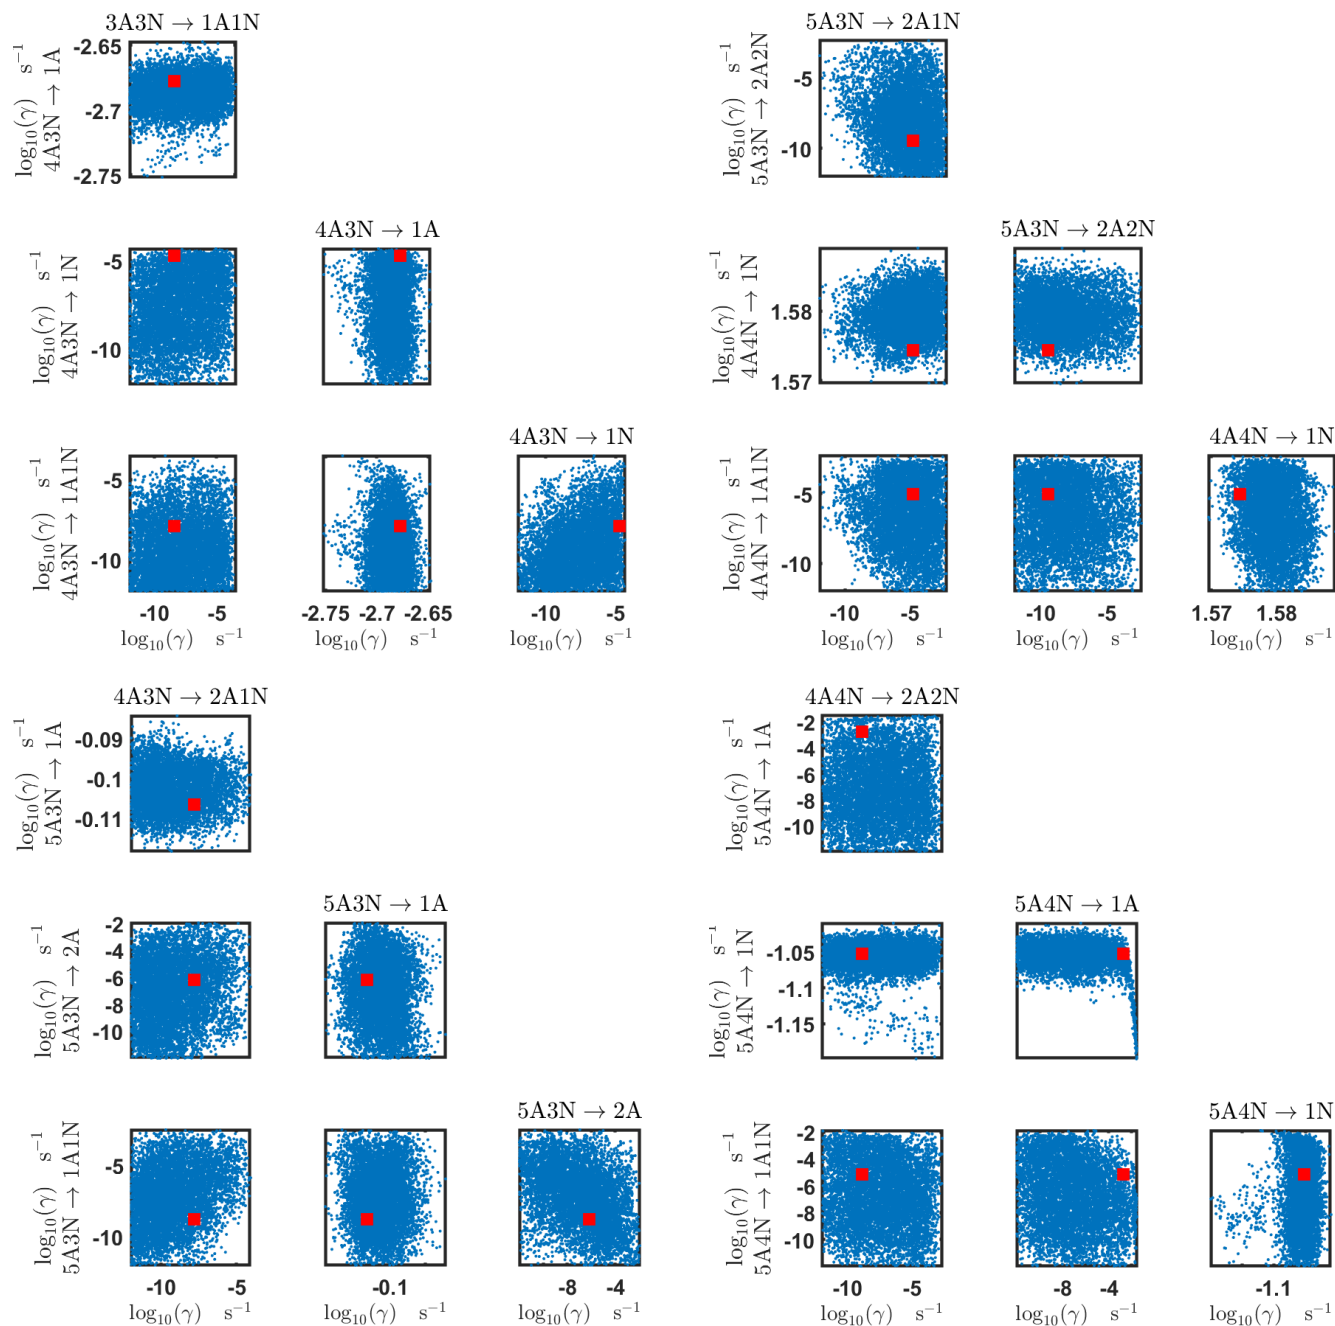 3A3N → 1A1N
log10(γ) s−1
4A3N → 1A
-2.65
-2.7
-2.75
4A3N → 1A
log10(γ) s−1
4A3N → 1N
-5
-10
4A3N → 1N
log10(γ) s−1
4A3N → 1A1N
-5
-10
-10 -5
-2.75 -2.7 -2.65
-10 -5
log10(γ) s−1
log10(γ) s−1
log10(γ) s−1
5A3N → 2A1N
log10(γ) s−1
5A3N → 2A2N
-5
-10
5A3N → 2A2N
log10(γ) s−1
4A4N → 1N
1.58
1.57
4A4N → 1N
log10(γ) s−1
4A4N → 1A1N
-5
-10
-10 -5
-10 -5
1.57 1.58
log10(γ) s−1
log10(γ) s−1
log10(γ) s−1
4A3N → 2A1N
log10(γ) s−1
5A3N → 1A
-0.09
-0.1
-0.11
5A3N → 1A
log10(γ) s−1
5A3N → 2A
-2
-4
-6
-8
-10
5A3N → 2A
log10(γ) s−1
5A3N → 1A1N
-5
-10
-10 -5
-0.1
-8 -4
log10(γ) s−1
log10(γ) s−1
log10(γ) s−1
4A4N → 2A2N
log10(γ) s−1
5A4N → 1A
-2
-4
-6
-8
-10
5A4N → 1A
log10(γ) s−1
5A4N → 1N
-1.05
-1.1
-1.15
5A4N → 1N
log10(γ) s−1
5A4N → 1A1N
-2
-4
-6
-8
-10
-10 -5
-8 -4
-1.1
log10(γ) s−1
log10(γ) s−1
log10(γ) s−1